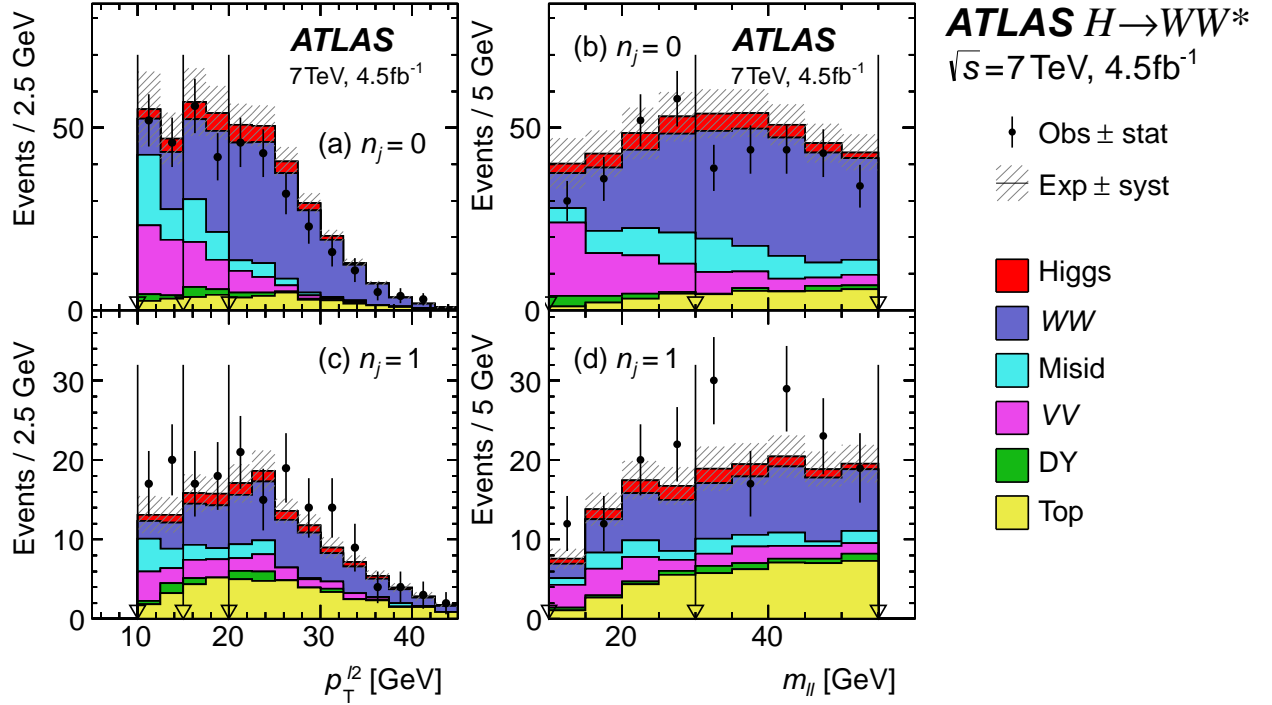 ATLAS
7 TeV, 4.5fb⁻¹
(a) nⱼ = 0
Events / 2.5 GeV
50
0
(b) nⱼ = 0
ATLAS
7 TeV, 4.5fb⁻¹
Events / 5 GeV
50
0
(c) nⱼ = 1
Events / 2.5 GeV
30
20
10
0
10 20 30 40
p_T^{l2} [GeV]
(d) nⱼ = 1
Events / 5 GeV
30
20
10
0
20 40
m_{ll} [GeV]
ATLAS H→WW*
√s = 7 TeV, 4.5fb⁻¹
Obs ± stat
Exp ± syst
Higgs
WW
Misid
VV
DY
Top